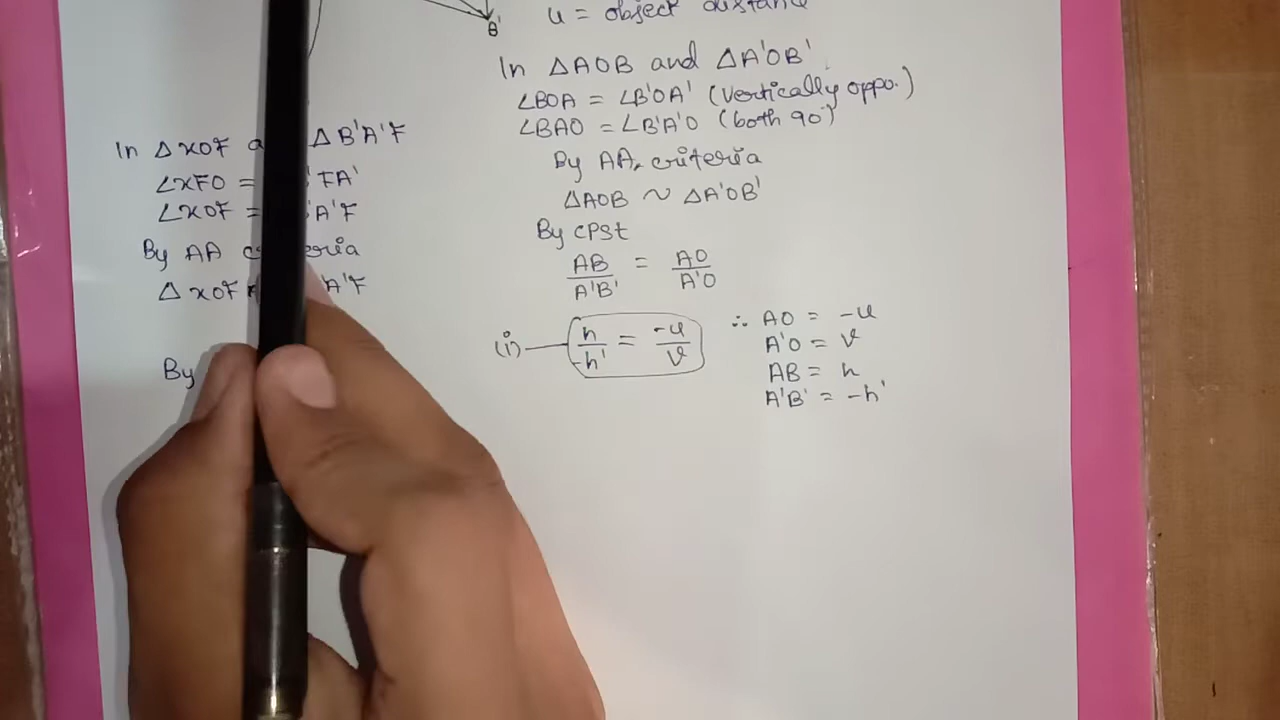 B'
u = object distance
In ΔAOB and ΔA'OB'
∠BOA = ∠B'OA' (vertically oppo.)
∠BAO = ∠B'A'O (both 90°)
By AA, criteria
ΔAOB ~ ΔA'OB'
By CPST
AB/A'B' = AO/A'O
(i) — h/-h' = -u/v
∴ AO = -u
A'O = v
AB = h
A'B' = -h'
In ΔXOF ΔB'A'F
∠XFO = 'FA'
∠XOF = 'A'F
By AA
ΔXOF 'A'F
By